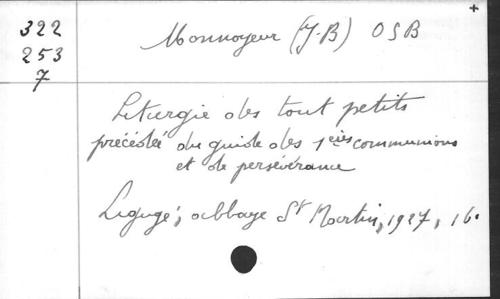 +
322
253
7
Monnoyeur (J-B) OSB
Liturgie des tout petits
précédée du guide des 1ères communions
et de persévérance
Ligugé, abbaye St Martin, 1927, 16.